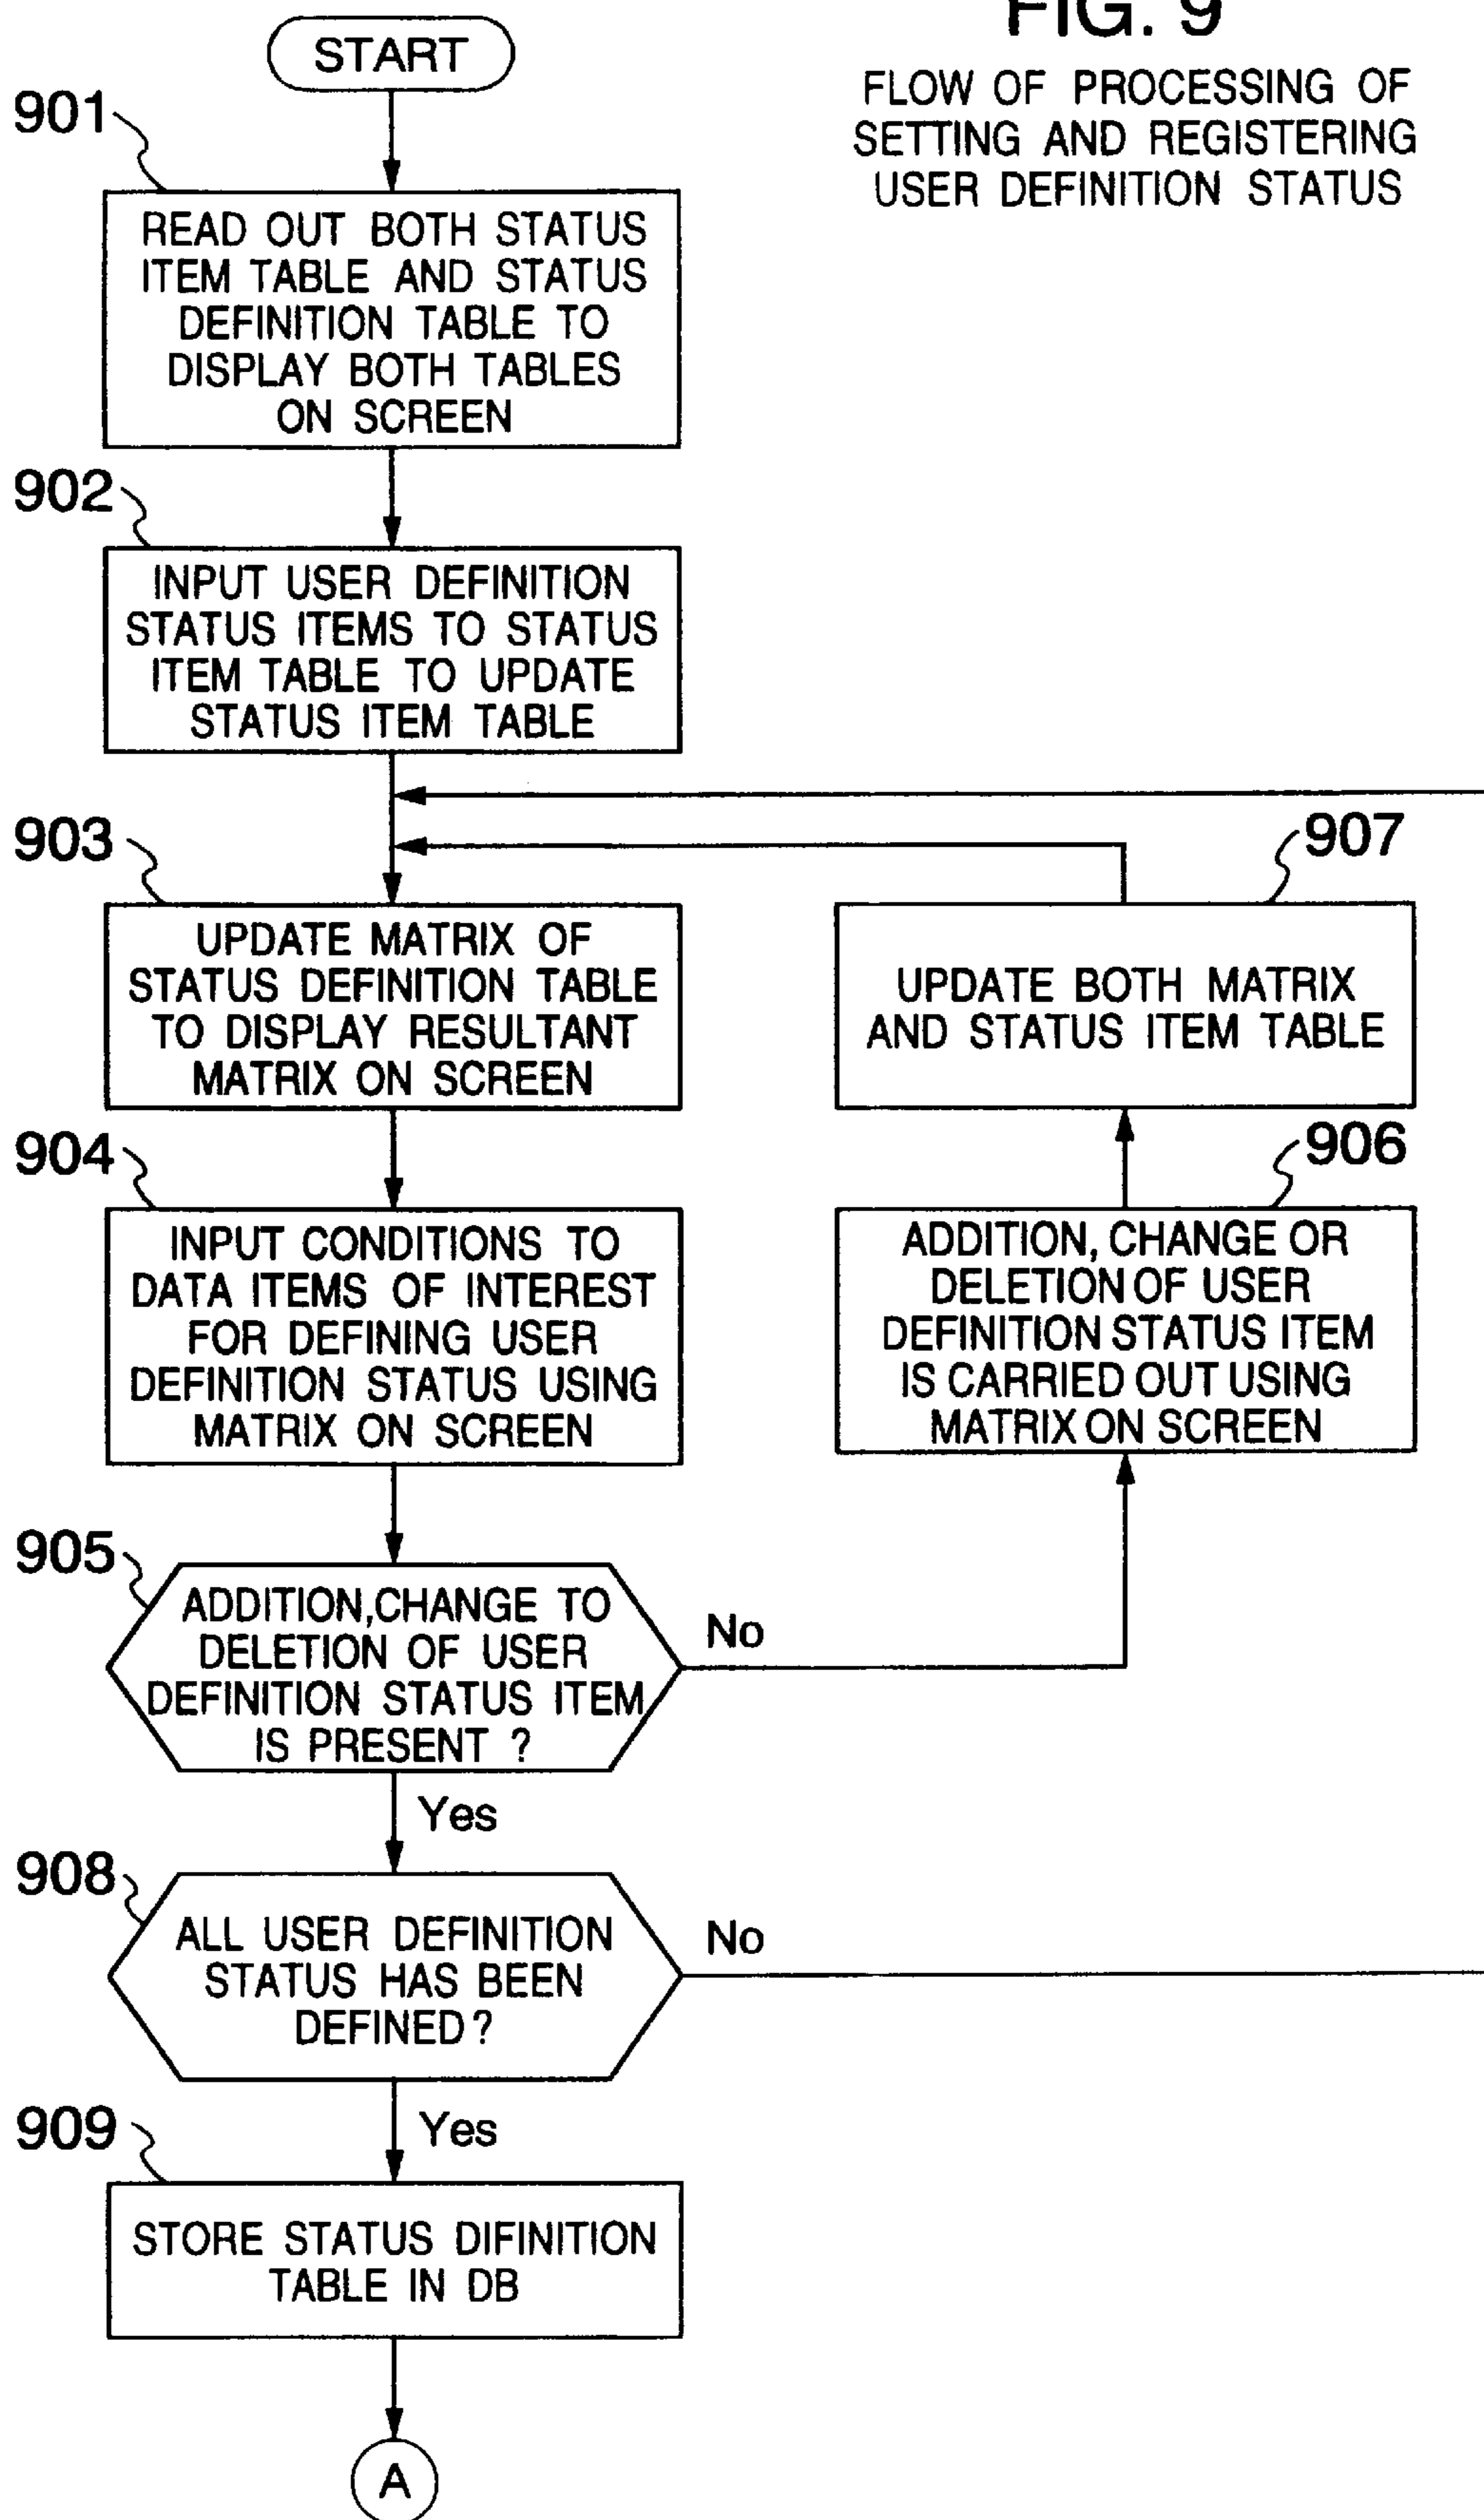 FIG. 9
FLOW OF PROCESSING OF
SETTING AND REGISTERING
USER DEFINITION STATUS
START
901
READ OUT BOTH STATUS
ITEM TABLE AND STATUS
DEFINITION TABLE TO
DISPLAY BOTH TABLES
ON SCREEN
902
INPUT USER DEFINITION
STATUS ITEMS TO STATUS
ITEM TABLE TO UPDATE
STATUS ITEM TABLE
903
UPDATE MATRIX OF
STATUS DEFINITION TABLE
TO DISPLAY RESULTANT
MATRIX ON SCREEN
907
UPDATE BOTH MATRIX
AND STATUS ITEM TABLE
904
INPUT CONDITIONS TO
DATA ITEMS OF INTEREST
FOR DEFINING USER
DEFINITION STATUS USING
MATRIX ON SCREEN
906
ADDITION, CHANGE OR
DELETION OF USER
DEFINITION STATUS ITEM
IS CARRIED OUT USING
MATRIX ON SCREEN
905
ADDITION,CHANGE TO
DELETION OF USER
DEFINITION STATUS ITEM
IS PRESENT ?
No
Yes
908
ALL USER DEFINITION
STATUS HAS BEEN
DEFINED?
No
Yes
909
STORE STATUS DIFINITION
TABLE IN DB
A